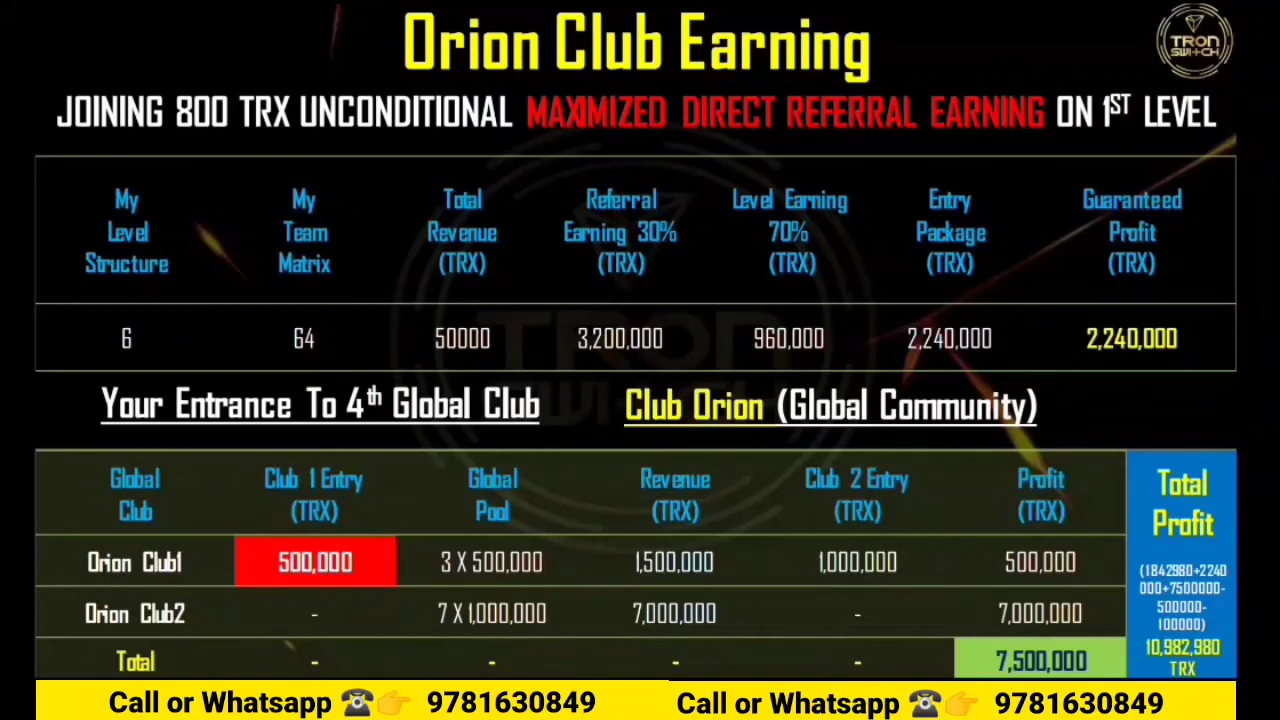 Orion Club Earning
TRON
SWITCH
JOINING 800 TRX UNCONDITIONAL MAXIMIZED DIRECT REFERRAL EARNING ON 1ST LEVEL
My Level Structure
My Team Matrix
Total Revenue (TRX)
Referral Earning 30% (TRX)
Level Earning 70% (TRX)
Entry Package (TRX)
Guaranteed Profit (TRX)
6 64 50000 3,200,000 960,000 2,240,000 2,240,000
Your Entrance To 4th Global Club Club Orion (Global Community)
Global Club
Club 1 Entry (TRX)
Global Pool
Revenue (TRX)
Club 2 Entry (TRX)
Profit (TRX)
Orion Club1 500,000 3 X 500,000 1,500,000 1,000,000 500,000
Orion Club2 - 7 X 1,000,000 7,000,000 - 7,000,000
Total - - - - 7,500,000
Total
Profit
(1842980+2240
000+7500000-
500000-
100000)
10,982,980
TRX
Call or Whatsapp ☎👉 9781630849 Call or Whatsapp ☎👉 9781630849